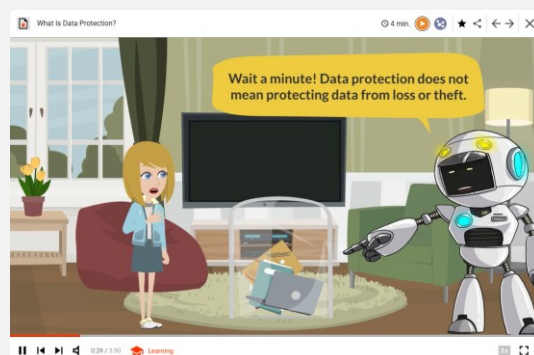 What Is Data Protection?
4 min.
Wait a minute! Data protection does not
mean protecting data from loss or theft.
0:29 / 3:50
Learning